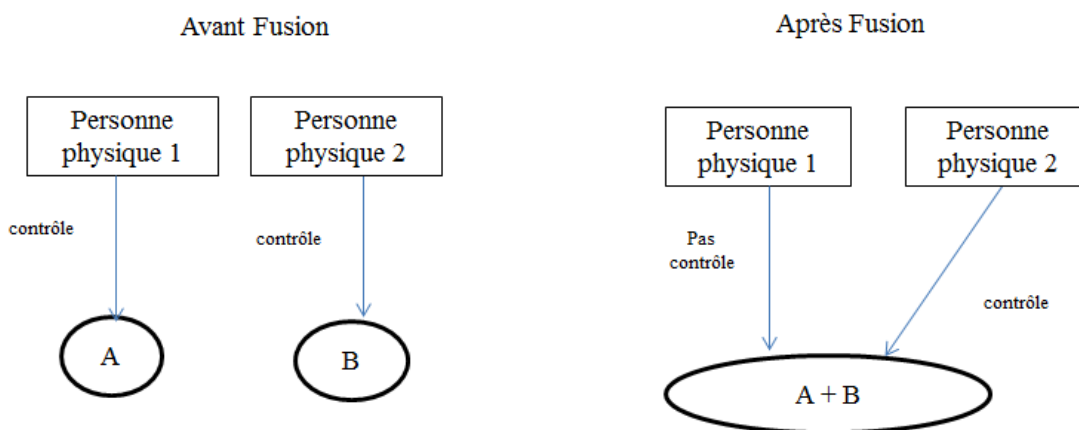 Avant Fusion
Personne
physique 1
Personne
physique 2
contrôle
contrôle
A
B
Après Fusion
Personne
physique 1
Personne
physique 2
Pas
contrôle
contrôle
A + B